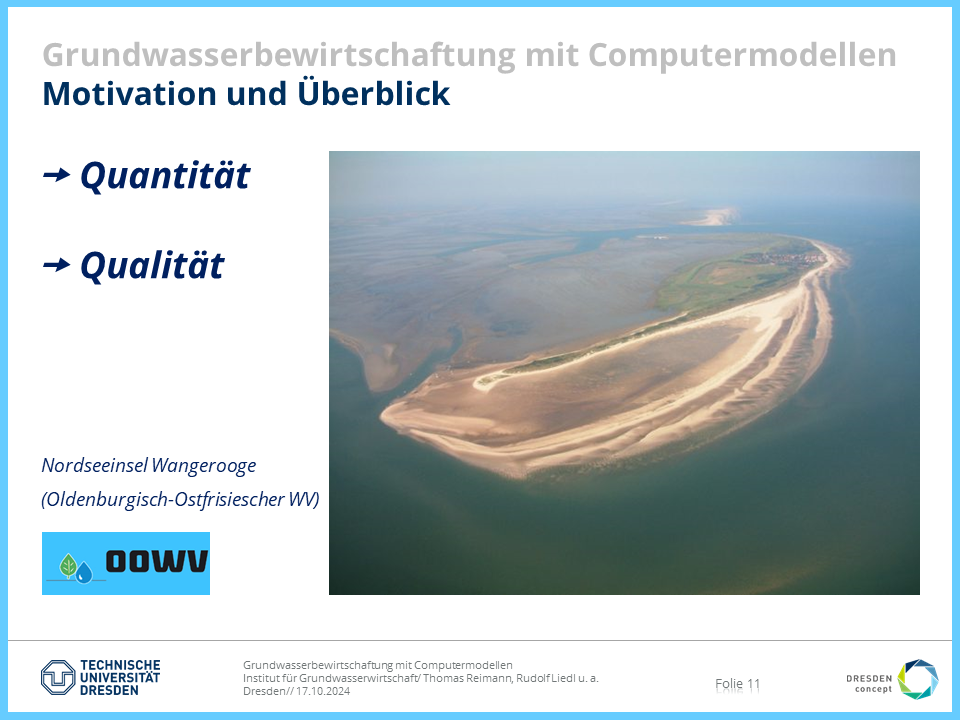 Grundwasserbewirtschaftung mit Computermodellen
Motivation und Überblick
➙ Quantität
➙ Qualität
Nordseeinsel Wangerooge
(Oldenburgisch-Ostfrisiescher WV)
OOWV
TECHNISCHE
UNIVERSITÄT
DRESDEN
Grundwasserbewirtschaftung mit Computermodellen
Institut für Grundwasserwirtschaft/ Thomas Reimann, Rudolf Liedl u. a.
Dresden// 17.10.2024
Folie 11
DRESDEN
concept